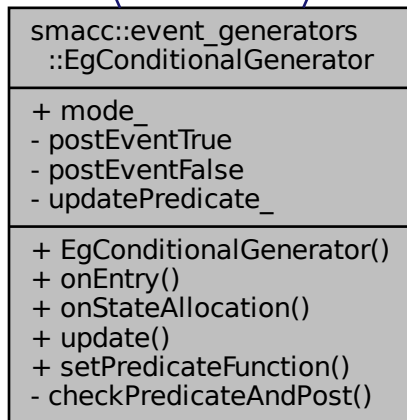 smacc::event_generators
::EgConditionalGenerator
+ mode_
- postEventTrue
- postEventFalse
- updatePredicate_
+ EgConditionalGenerator()
+ onEntry()
+ onStateAllocation()
+ update()
+ setPredicateFunction()
- checkPredicateAndPost()